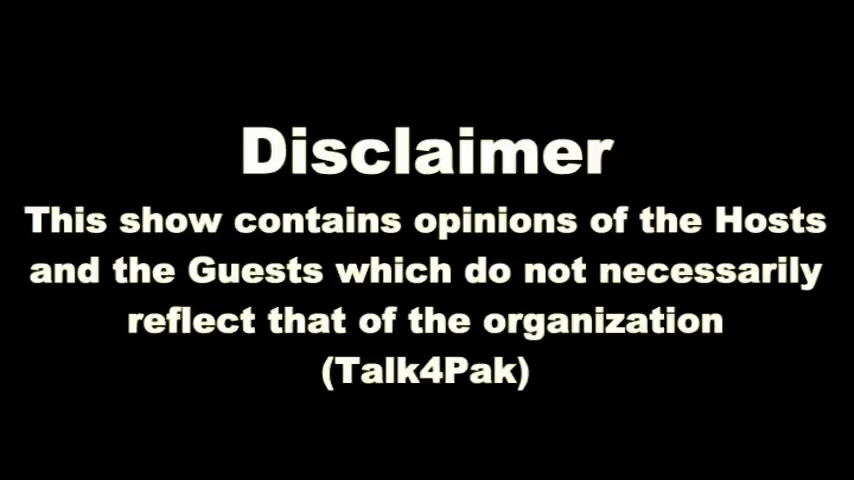 Disclaimer
This show contains opinions of the Hosts
and the Guests which do not necessarily
reflect that of the organization
(Talk4Pak)